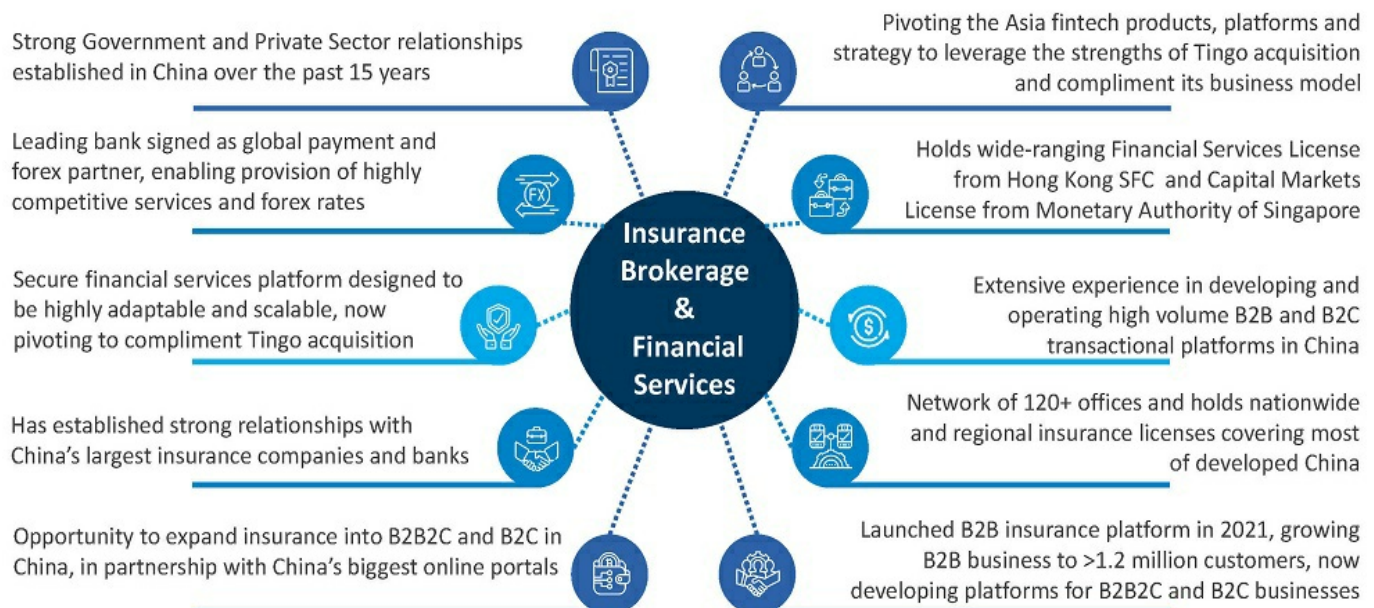 Strong Government and Private Sector relationships
established in China over the past 15 years
Leading bank signed as global payment and
forex partner, enabling provision of highly
competitive services and forex rates
Secure financial services platform designed to
be highly adaptable and scalable, now
pivoting to compliment Tingo acquisition
Has established strong relationships with
China's largest insurance companies and banks
Opportunity to expand insurance into B2B2C and B2C in
China, in partnership with China's biggest online portals
FX
Insurance
Brokerage
&
Financial
Services
$
Pivoting the Asia fintech products, platforms and
strategy to leverage the strengths of Tingo acquisition
and compliment its business model
Holds wide-ranging Financial Services License
from Hong Kong SFC and Capital Markets
License from Monetary Authority of Singapore
Extensive experience in developing and
operating high volume B2B and B2C
transactional platforms in China
Network of 120+ offices and holds nationwide
and regional insurance licenses covering most
of developed China
Launched B2B insurance platform in 2021, growing
B2B business to >1.2 million customers, now
developing platforms for B2B2C and B2C businesses